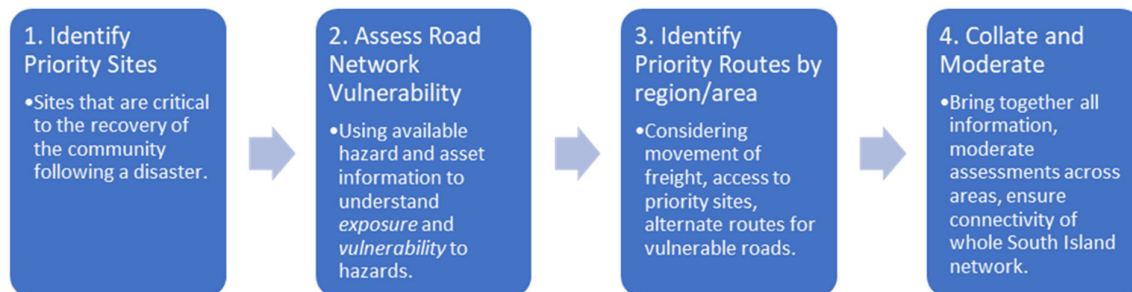 1. Identify
Priority Sites
•Sites that are critical
to the recovery of
the community
following a disaster.
2. Assess Road
Network
Vulnerability
•Using available
hazard and asset
information to
understand
exposure and
vulnerability to
hazards.
3. Identify
Priority Routes by
region/area
•Considering
movement of
freight, access to
priority sites,
alternate routes for
vulnerable roads.
4. Collate and
Moderate
•Bring together all
information,
moderate
assessments across
areas, ensure
connectivity of
whole South Island
network.